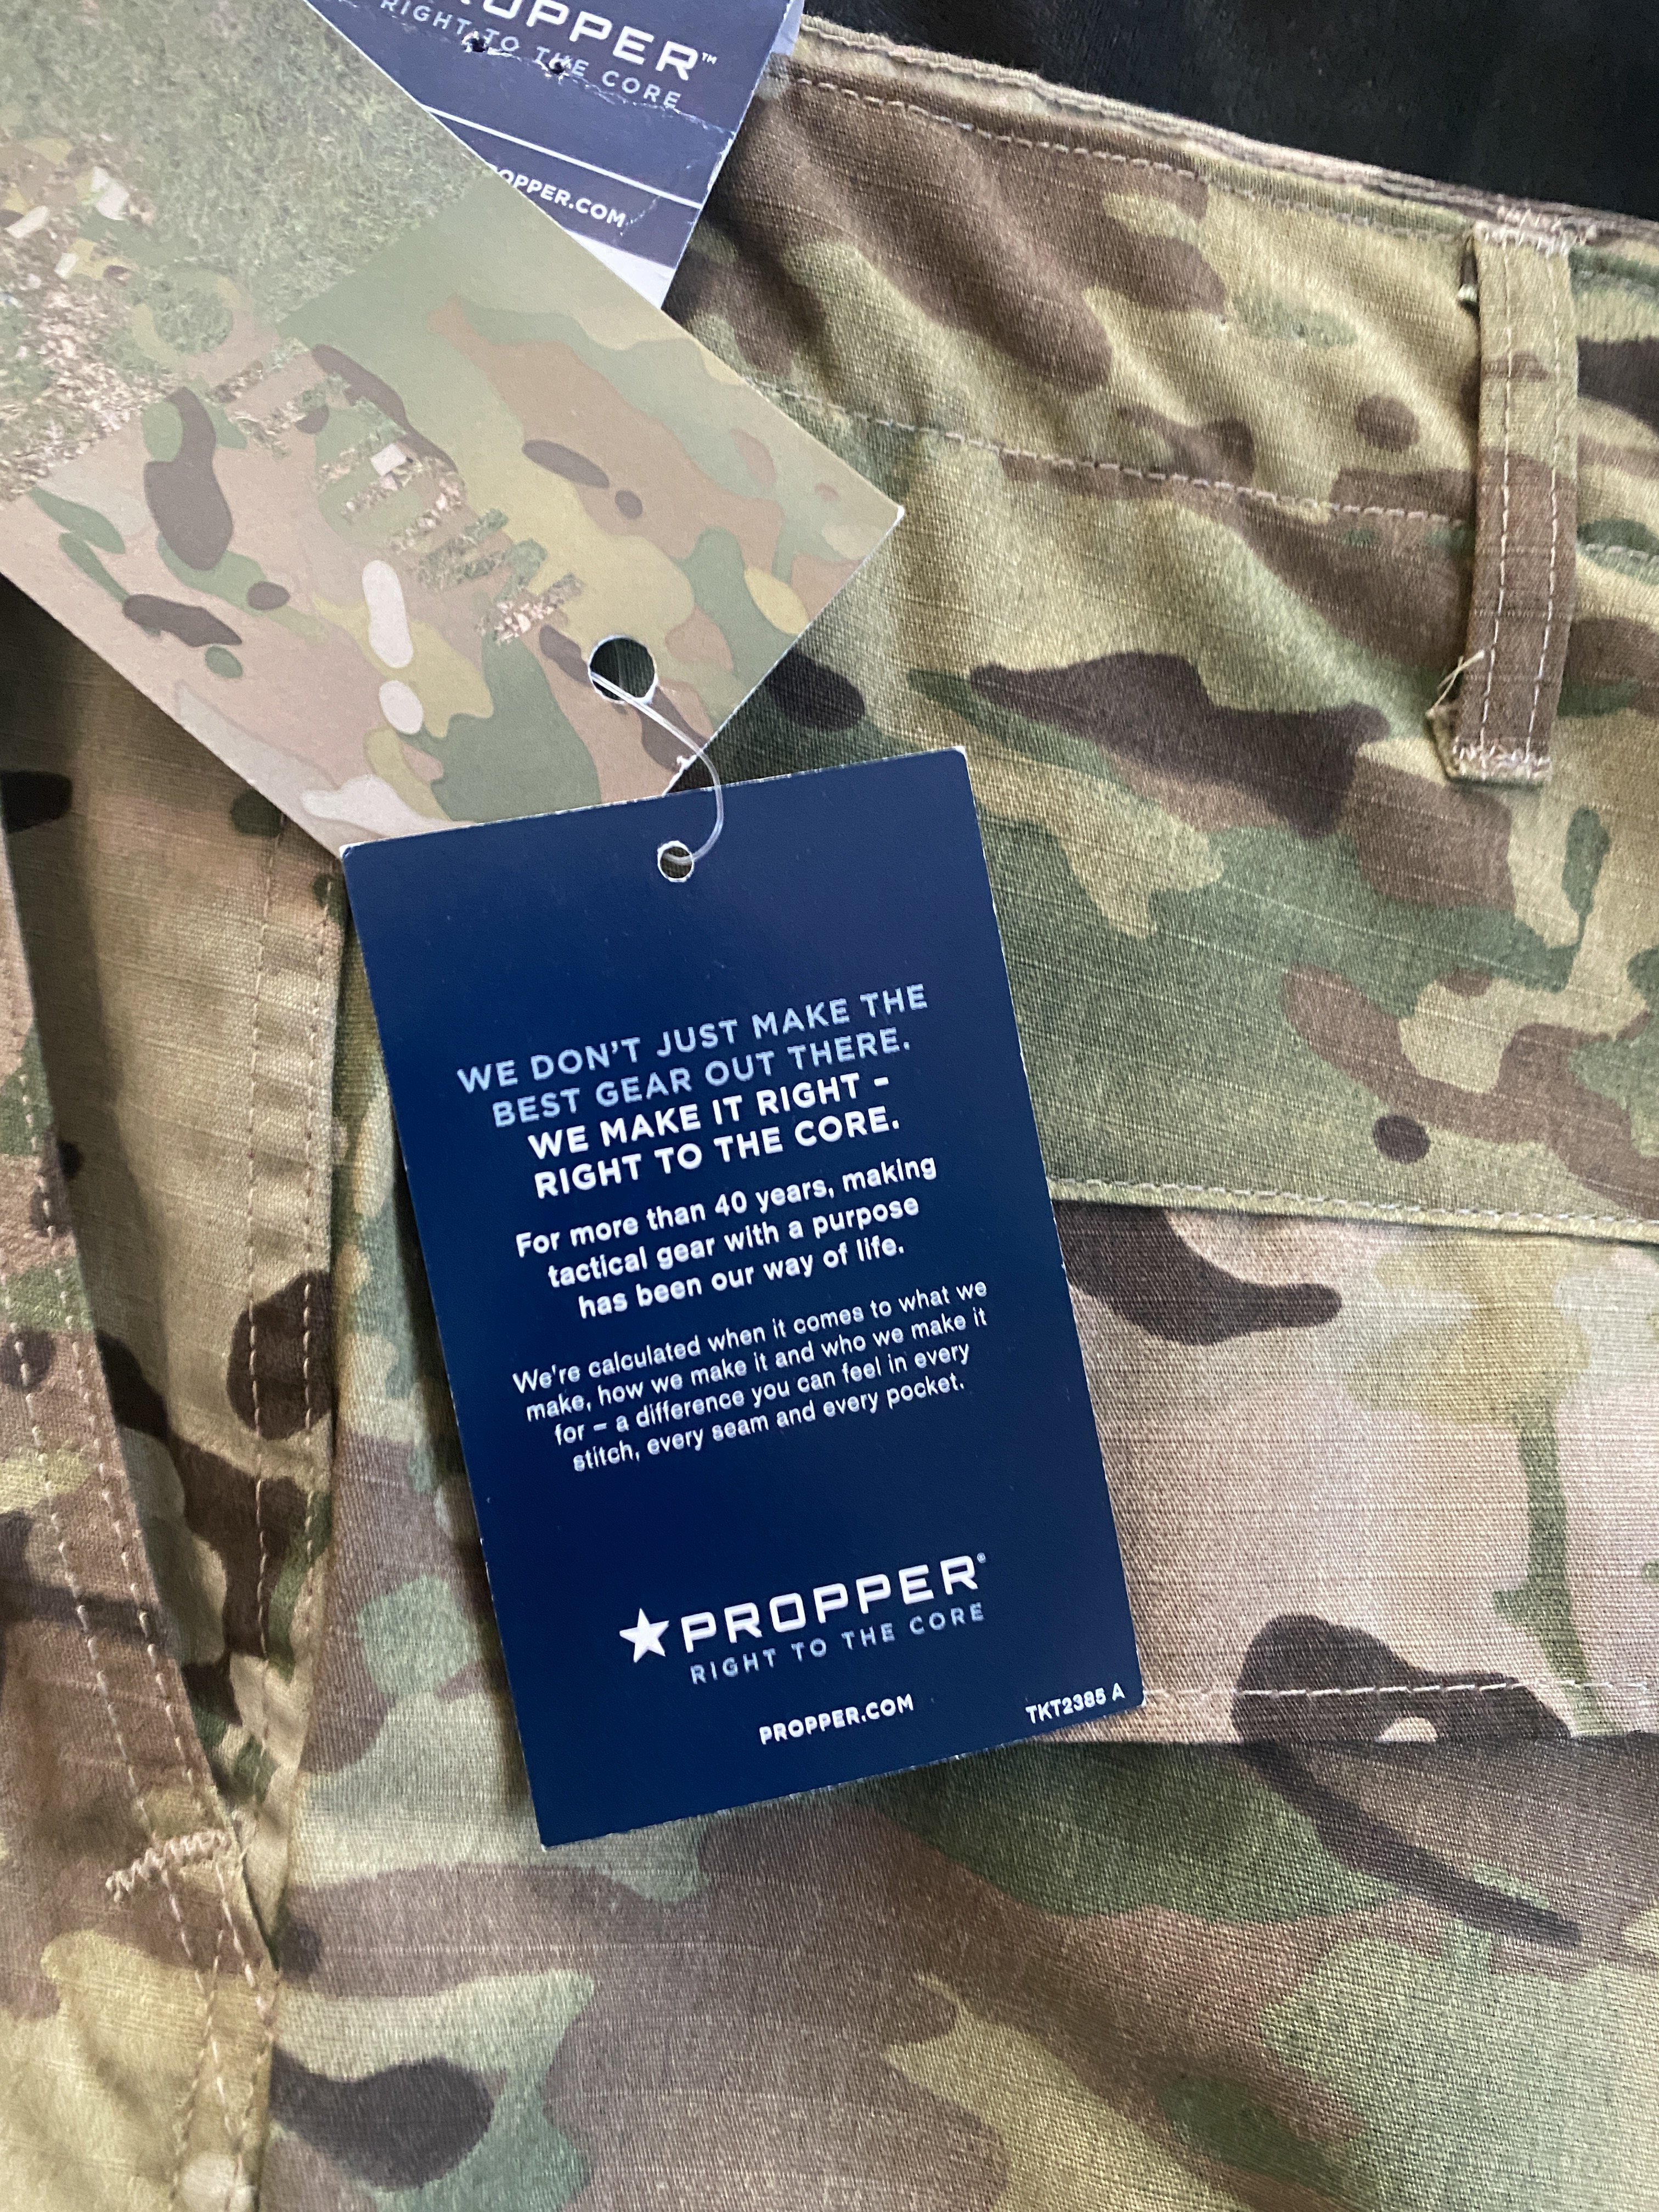 RIGHT TO THE CORE
OPPER.COM
WE DON'T JUST MAKE THE
BEST GEAR OUT THERE.
WE MAKE IT RIGHT –
RIGHT TO THE CORE.
For more than 40 years, making
tactical gear with a purpose
has been our way of life.
We're calculated when it comes to what we
make, how we make it and who we make it
for – a difference you can feel in every
stitch, every seam and every pocket.
PROPPER®
RIGHT TO THE CORE
PROPPER.COM
TKT2385 A